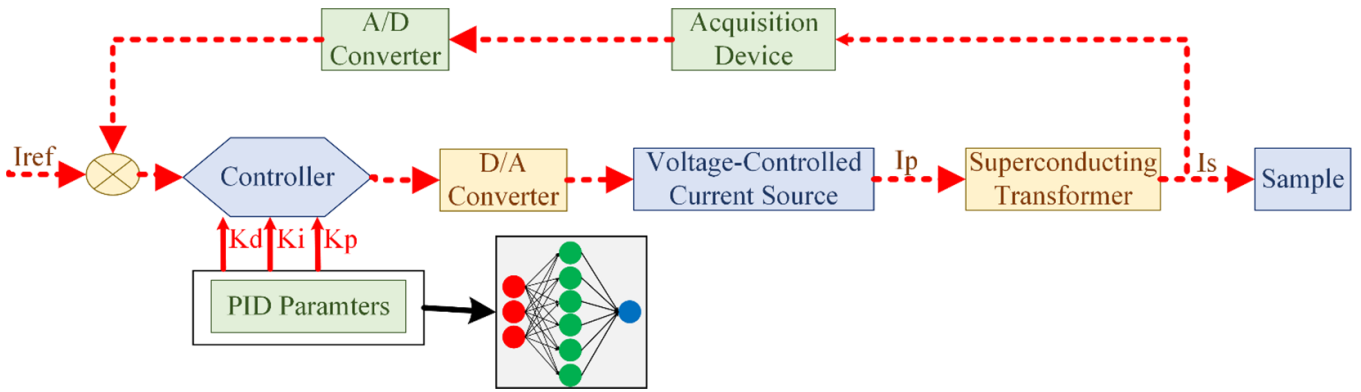 A/D
Converter
Acquisition
Device
Iref
Controller
D/A
Converter
Voltage-Controlled
Current Source
Ip
Superconducting
Transformer
Is
Sample
Kd
Ki
Kp
PID Paramters